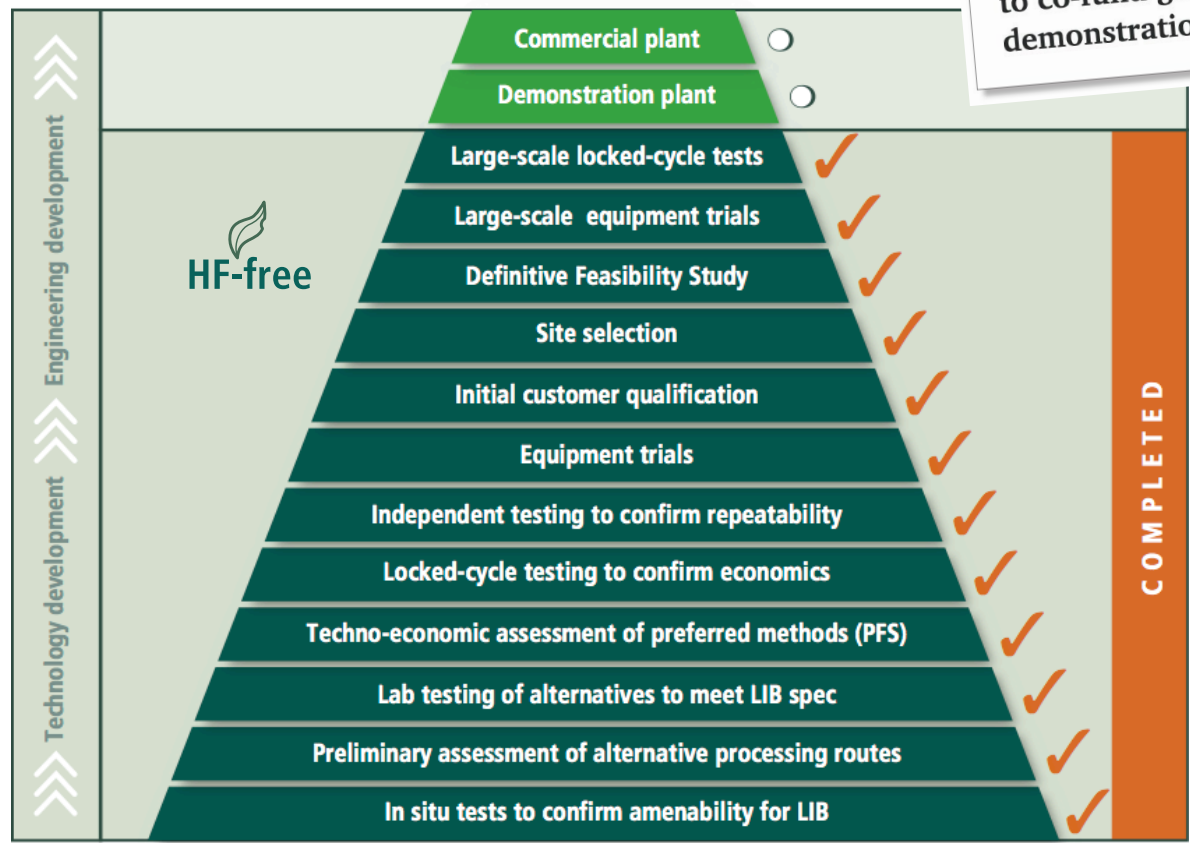 to co-fund
demonstratio
Commercial plant
Demonstration plant
Large-scale locked-cycle tests
Large-scale equipment trials
Definitive Feasibility Study
Site selection
Initial customer qualification
Equipment trials
Independent testing to confirm repeatability
Locked-cycle testing to confirm economics
Techno-economic assessment of preferred methods (PFS)
Lab testing of alternatives to meet LIB spec
Preliminary assessment of alternative processing routes
In situ tests to confirm amenability for LIB
HF-free
Engineering development
Technology development
COMPLETED